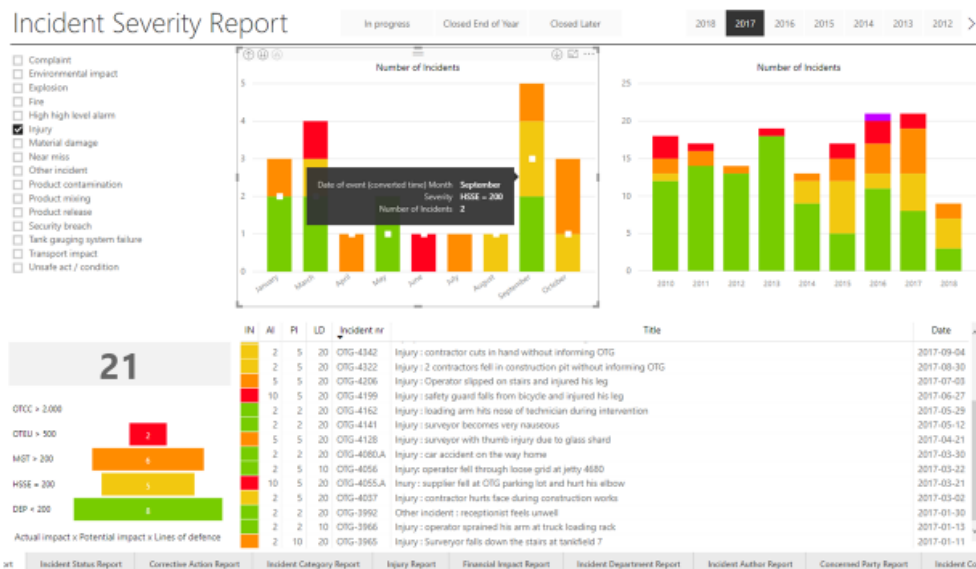 Incident Severity Report
In progress Closed End of Year Closed Later
2018 2017 2016 2015 2014 2013 2012
Complaint
Environmental impact
Explosion
Fire
High high level alarm
Injury
Material damage
Near miss
Other incident
Product contamination
Product mixing
Product release
Security breach
Tank gauging system failure
Transport impact
Unsafe act / condition
Number of Incidents
5
4
3
2
1
0
Date of event (converted time) Month September
Severity HSSE = 200
Number of Incidents 2
January March April May June July August September October
Number of Incidents
25
20
15
10
5
0
2010 2011 2012 2013 2014 2015 2016 2017 2018
21
OTCC > 2.000
OTEU > 500 2
MGT > 200 6
HSSE = 200 5
DEP < 200 8
Actual impact x Potential impact x Lines of defence
IN AI PI LD Incident nr Title Date
2 5 20 OTG-4342 Injury : contractor cuts in hand without informing OTG 2017-09-04
2 5 20 OTG-4322 Injury : 2 contractors fell in construction pit without informing OTG 2017-08-30
5 5 20 OTG-4206 Injury : Operator slipped on stairs and injured his leg 2017-07-03
10 5 20 OTG-4199 Injury : safety guard falls from bicycle and injured his leg 2017-06-27
2 2 20 OTG-4162 Injury : loading arm hits nose of technician during intervention 2017-05-29
2 2 20 OTG-4141 Injury : surveyor becomes very nauseous 2017-05-12
5 5 20 OTG-4128 Injury : surveyor with thumb injury due to glass shard 2017-04-21
2 2 20 OTG-4080.A Injury : car accident on the way home 2017-03-30
2 5 10 OTG-4056 Injury: operator fell through loose grid at jetty 4680 2017-03-22
10 5 20 OTG-4055.A Inury : supplier fell at OTG parking lot and hurt his elbow 2017-03-21
2 5 20 OTG-4037 Injury : contractor hurts face during construction works 2017-03-02
2 2 20 OTG-3992 Other incident : receptionist feels unwell 2017-01-30
2 2 10 OTG-3966 Injury : operator sprained his arm at truck loading rack 2017-01-13
2 10 20 OTG-3965 Injury : Surveryor falls down the stairs at tankfield 7 2017-01-11
ort Incident Status Report Corrective Action Report Incident Category Report Injury Report Financial Impact Report Incident Department Report Incident Author Report Concerned Party Report Incident Co